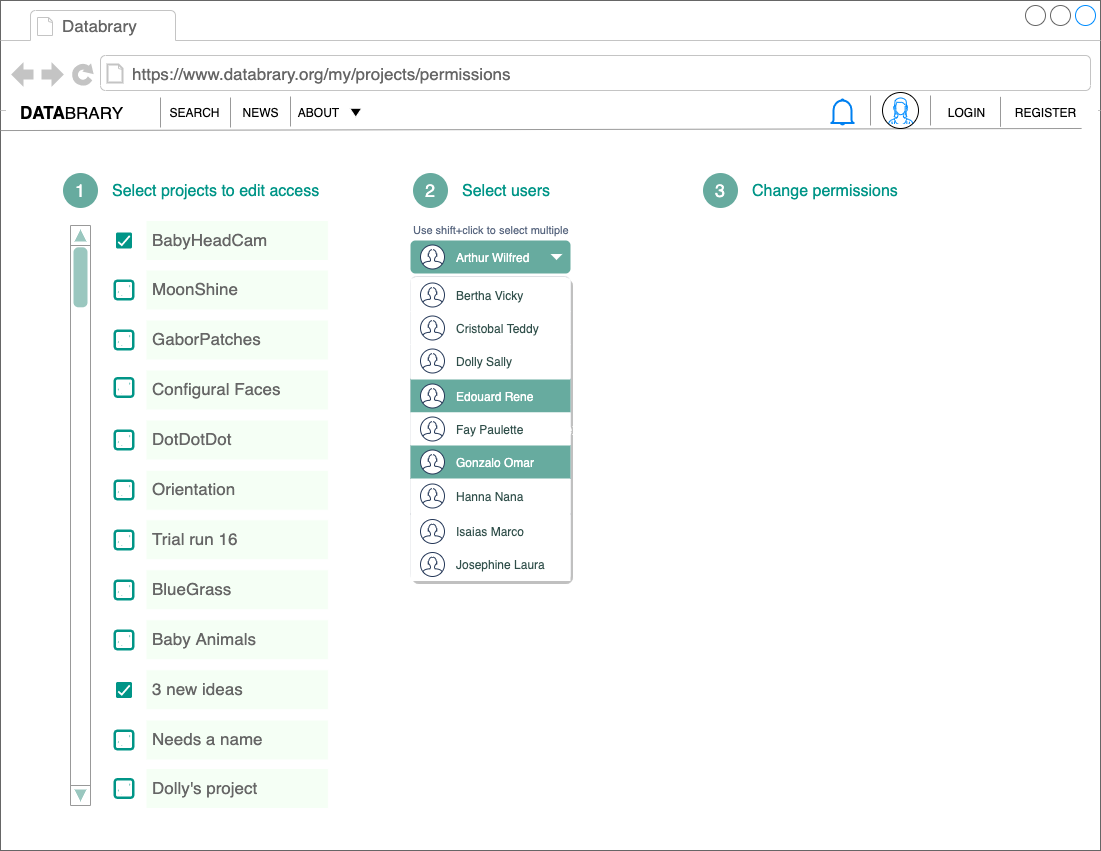 Databrary
https://www.databrary.org/my/projects/permissions
DATABRARY SEARCH NEWS ABOUT LOGIN REGISTER
1 Select projects to edit access
BabyHeadCam
MoonShine
GaborPatches
Configural Faces
DotDotDot
Orientation
Trial run 16
BlueGrass
Baby Animals
3 new ideas
Needs a name
Dolly's project
2 Select users
Use shift+click to select multiple
Arthur Wilfred
Bertha Vicky
Cristobal Teddy
Dolly Sally
Edouard Rene
Fay Paulette
Gonzalo Omar
Hanna Nana
Isaias Marco
Josephine Laura
3 Change permissions